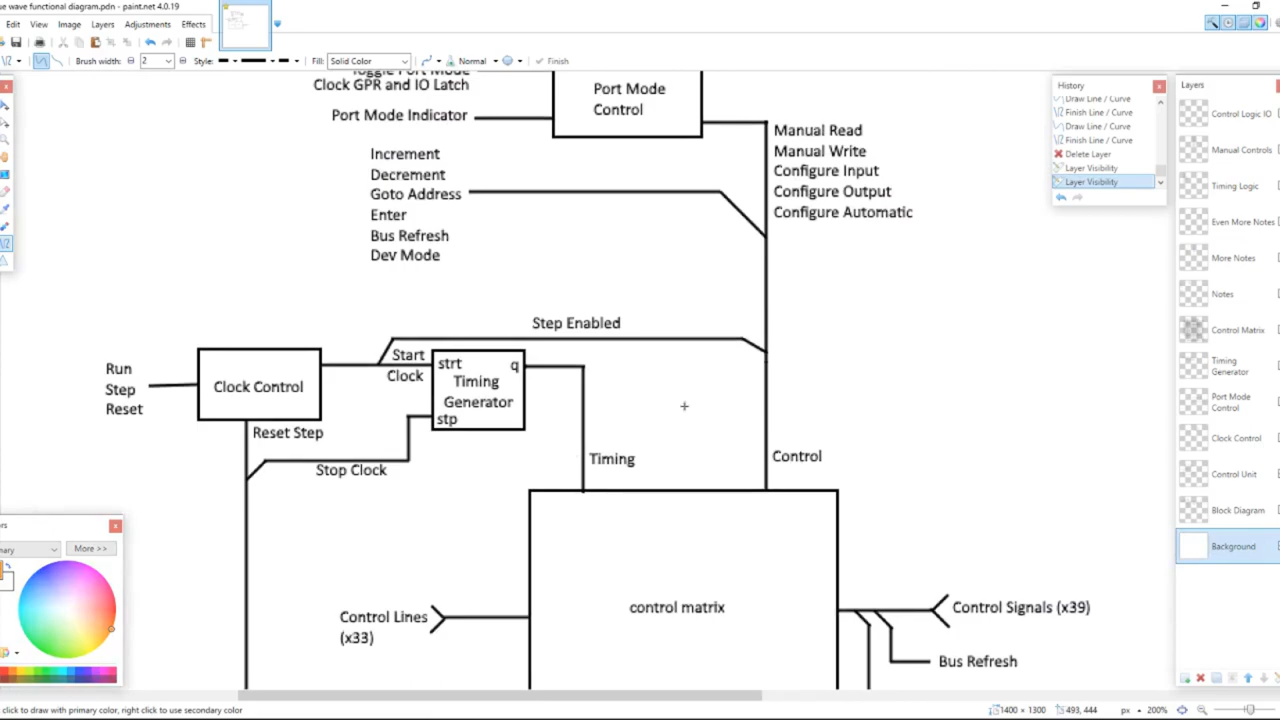 ue wave functional diagram.pdn - paint.net 4.0.19
Edit View Image Layers Adjustments Effects
Brush width: 2 Style: Fill: Solid Color Normal Finish
Toggle Port Mode
Clock GPR and IO Latch
Port Mode Indicator
Port Mode
Control
Increment
Decrement
Goto Address
Enter
Bus Refresh
Dev Mode
Manual Read
Manual Write
Configure Input
Configure Output
Configure Automatic
Step Enabled
Run
Step
Reset
Clock Control
Start
Clock
strt q
Timing
Generator
stp
Reset Step
Stop Clock
Timing
Control
control matrix
Control Lines
(x33)
Control Signals (x39)
Bus Refresh
History
Draw Line / Curve
Finish Line / Curve
Draw Line / Curve
Finish Line / Curve
Delete Layer
Layer Visibility
Layer Visibility
Layers
Control Logic IO
Manual Controls
Timing Logic
Even More Notes
More Notes
Notes
Control Matrix
Timing
Generator
Port Mode
Control
Clock Control
Control Unit
Block Diagram
Background
ers
mary More >>
click to draw with primary color, right click to use secondary color
1400 × 1300 493, 444 px 200%